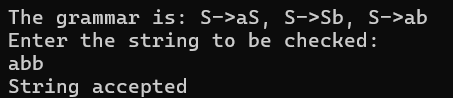 The grammar is: S->aS, S->Sb, S->ab
Enter the string to be checked:
abb
String accepted